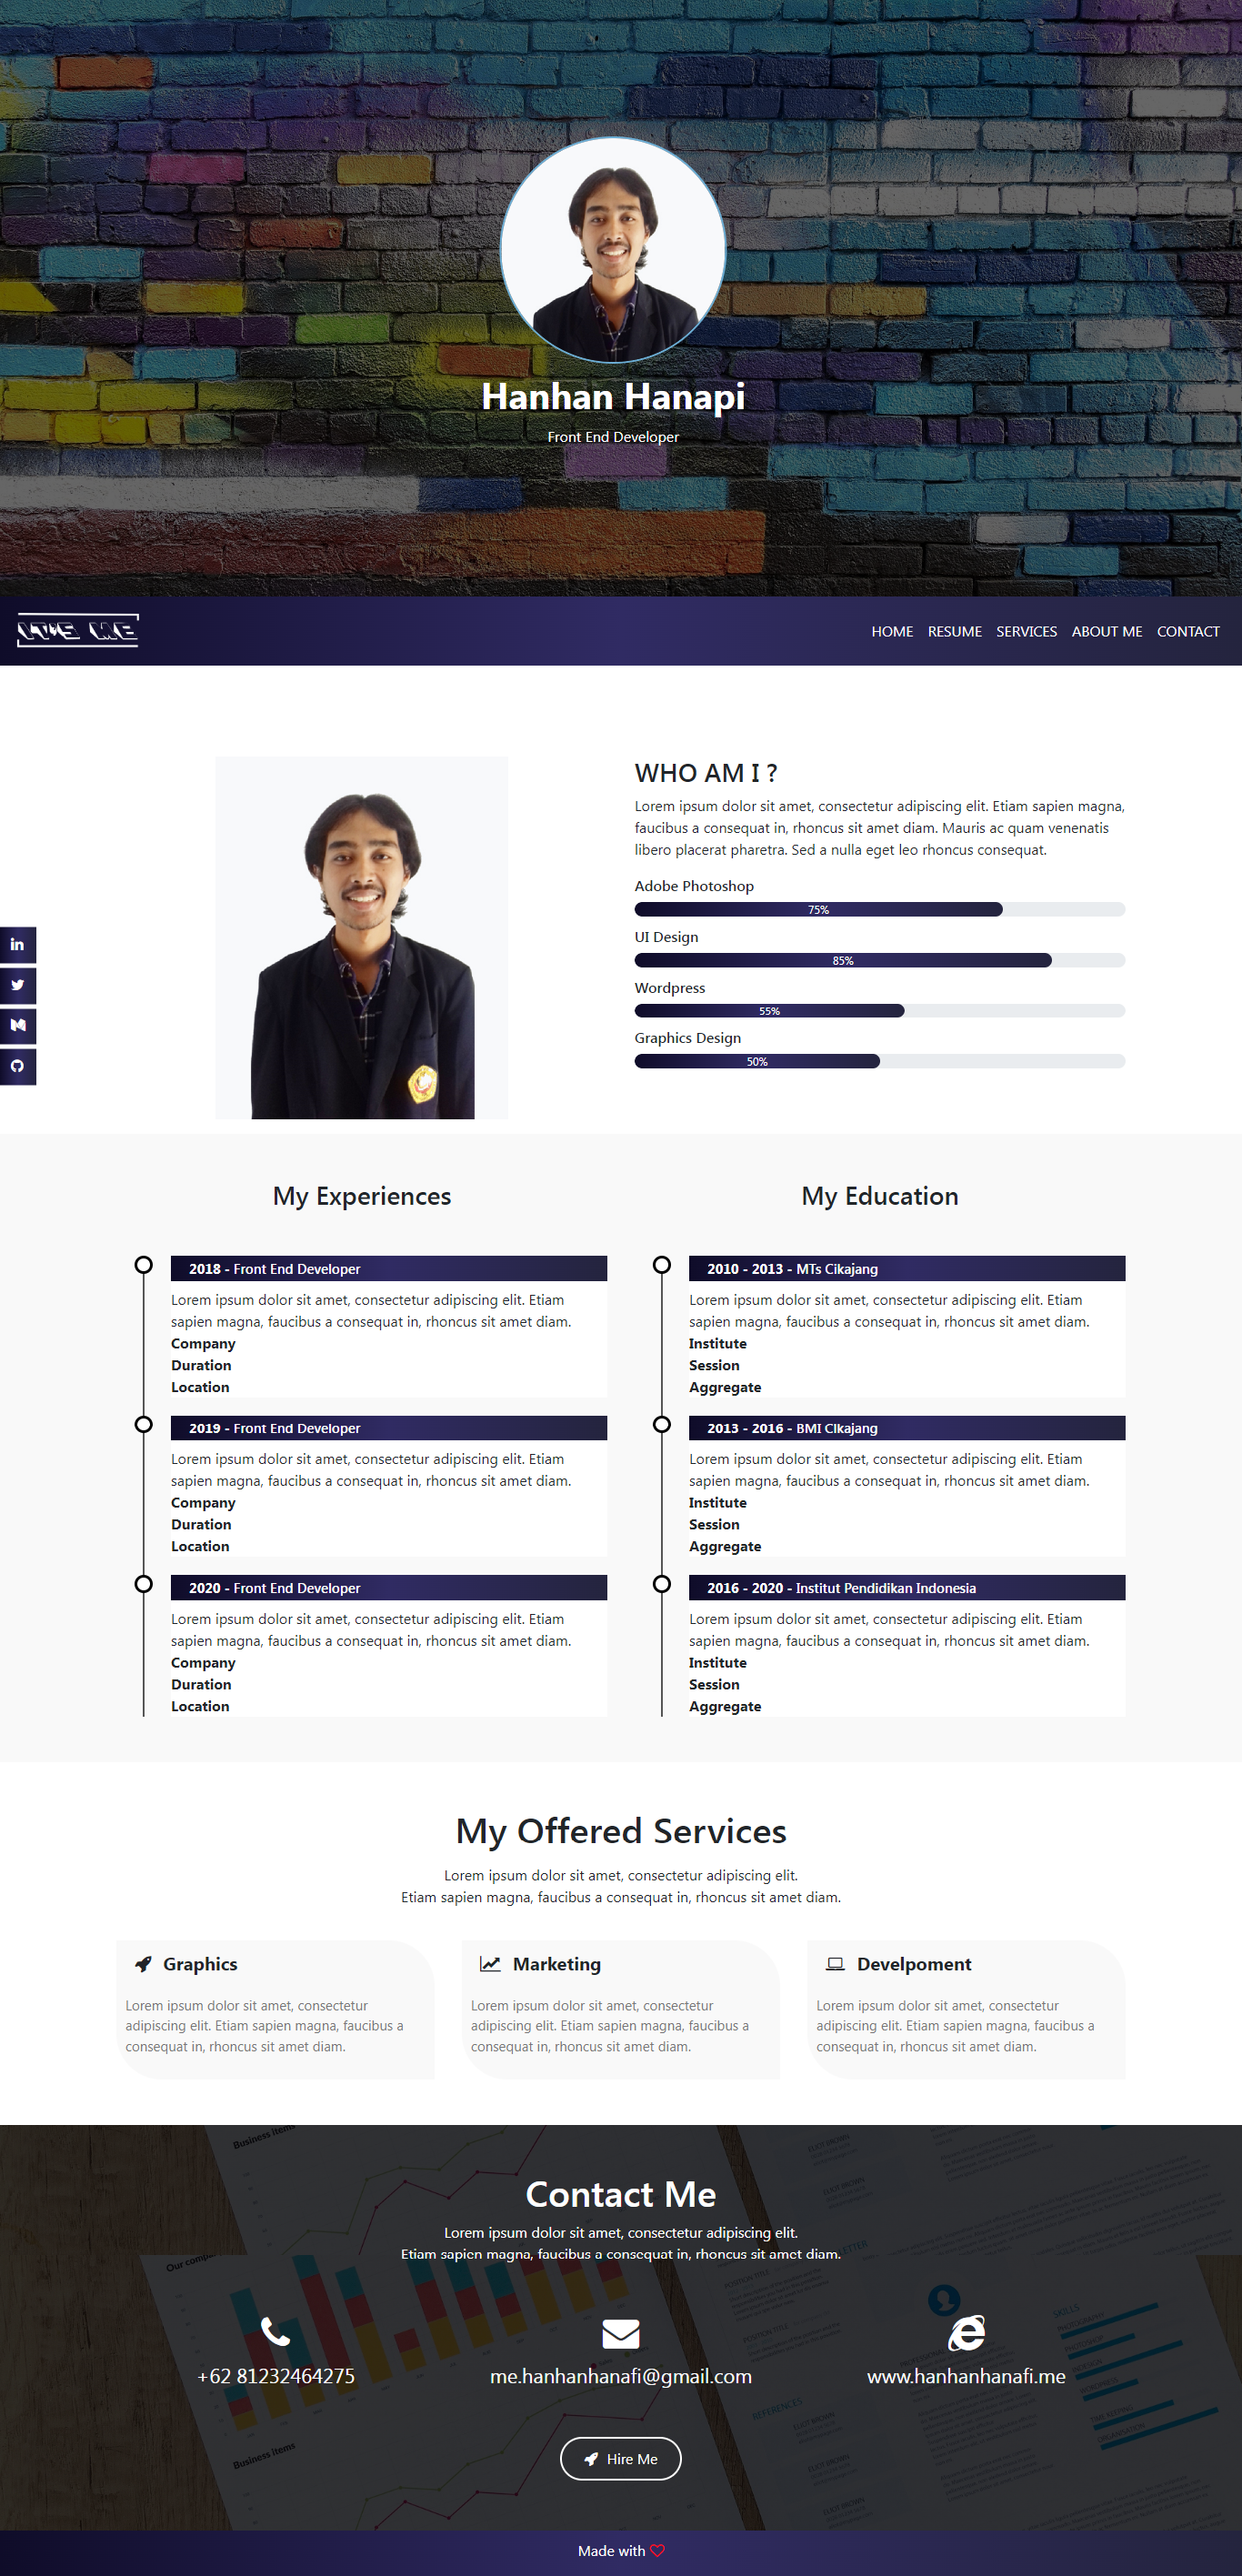 Hanhan Hanapi
Front End Developer
HOME RESUME SERVICES ABOUT ME CONTACT
WHO AM I ?
Lorem ipsum dolor sit amet, consectetur adipiscing elit. Etiam sapien magna,
faucibus a consequat in, rhoncus sit amet diam. Mauris ac quam venenatis
libero placerat pharetra. Sed a nulla eget leo rhoncus consequat.
Adobe Photoshop
75%
UI Design
85%
Wordpress
55%
Graphics Design
50%
My Experiences
2018 - Front End Developer
Lorem ipsum dolor sit amet, consectetur adipiscing elit. Etiam
sapien magna, faucibus a consequat in, rhoncus sit amet diam.
Company
Duration
Location
2019 - Front End Developer
Lorem ipsum dolor sit amet, consectetur adipiscing elit. Etiam
sapien magna, faucibus a consequat in, rhoncus sit amet diam.
Company
Duration
Location
2020 - Front End Developer
Lorem ipsum dolor sit amet, consectetur adipiscing elit. Etiam
sapien magna, faucibus a consequat in, rhoncus sit amet diam.
Company
Duration
Location
My Education
2010 - 2013 - MTs Cikajang
Lorem ipsum dolor sit amet, consectetur adipiscing elit. Etiam
sapien magna, faucibus a consequat in, rhoncus sit amet diam.
Institute
Session
Aggregate
2013 - 2016 - BMI CIkajang
Lorem ipsum dolor sit amet, consectetur adipiscing elit. Etiam
sapien magna, faucibus a consequat in, rhoncus sit amet diam.
Institute
Session
Aggregate
2016 - 2020 - Institut Pendidikan Indonesia
Lorem ipsum dolor sit amet, consectetur adipiscing elit. Etiam
sapien magna, faucibus a consequat in, rhoncus sit amet diam.
Institute
Session
Aggregate
My Offered Services
Lorem ipsum dolor sit amet, consectetur adipiscing elit.
Etiam sapien magna, faucibus a consequat in, rhoncus sit amet diam.
Graphics
Lorem ipsum dolor sit amet, consectetur
adipiscing elit. Etiam sapien magna, faucibus a
consequat in, rhoncus sit amet diam.
Marketing
Lorem ipsum dolor sit amet, consectetur
adipiscing elit. Etiam sapien magna, faucibus a
consequat in, rhoncus sit amet diam.
Develpoment
Lorem ipsum dolor sit amet, consectetur
adipiscing elit. Etiam sapien magna, faucibus a
consequat in, rhoncus sit amet diam.
Business Items
Contact Me
Lorem ipsum dolor sit amet, consectetur adipiscing elit.
Etiam sapien magna, faucibus a consequat in, rhoncus sit amet diam.
+62 81232464275
me.hanhanhanafi@gmail.com
www.hanhanhanafi.me
SKILLS
REFERENCES
Business Items
Hire Me
Made with